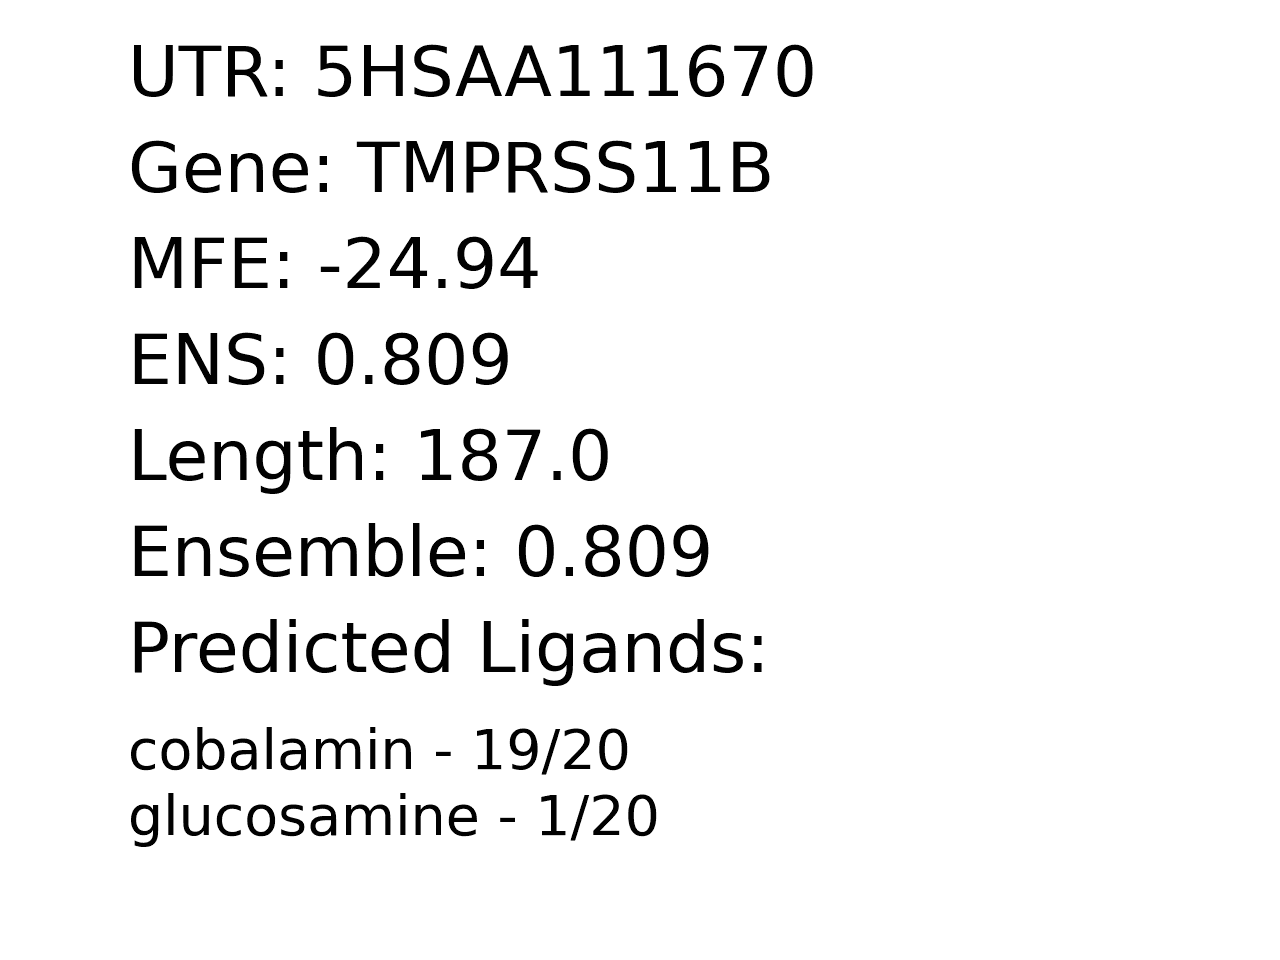 UTR: 5HSAA111670
Gene: TMPRSS11B
MFE: -24.94
ENS: 0.809
Length: 187.0
Ensemble: 0.809
Predicted Ligands:
cobalamin - 19/20
glucosamine - 1/20